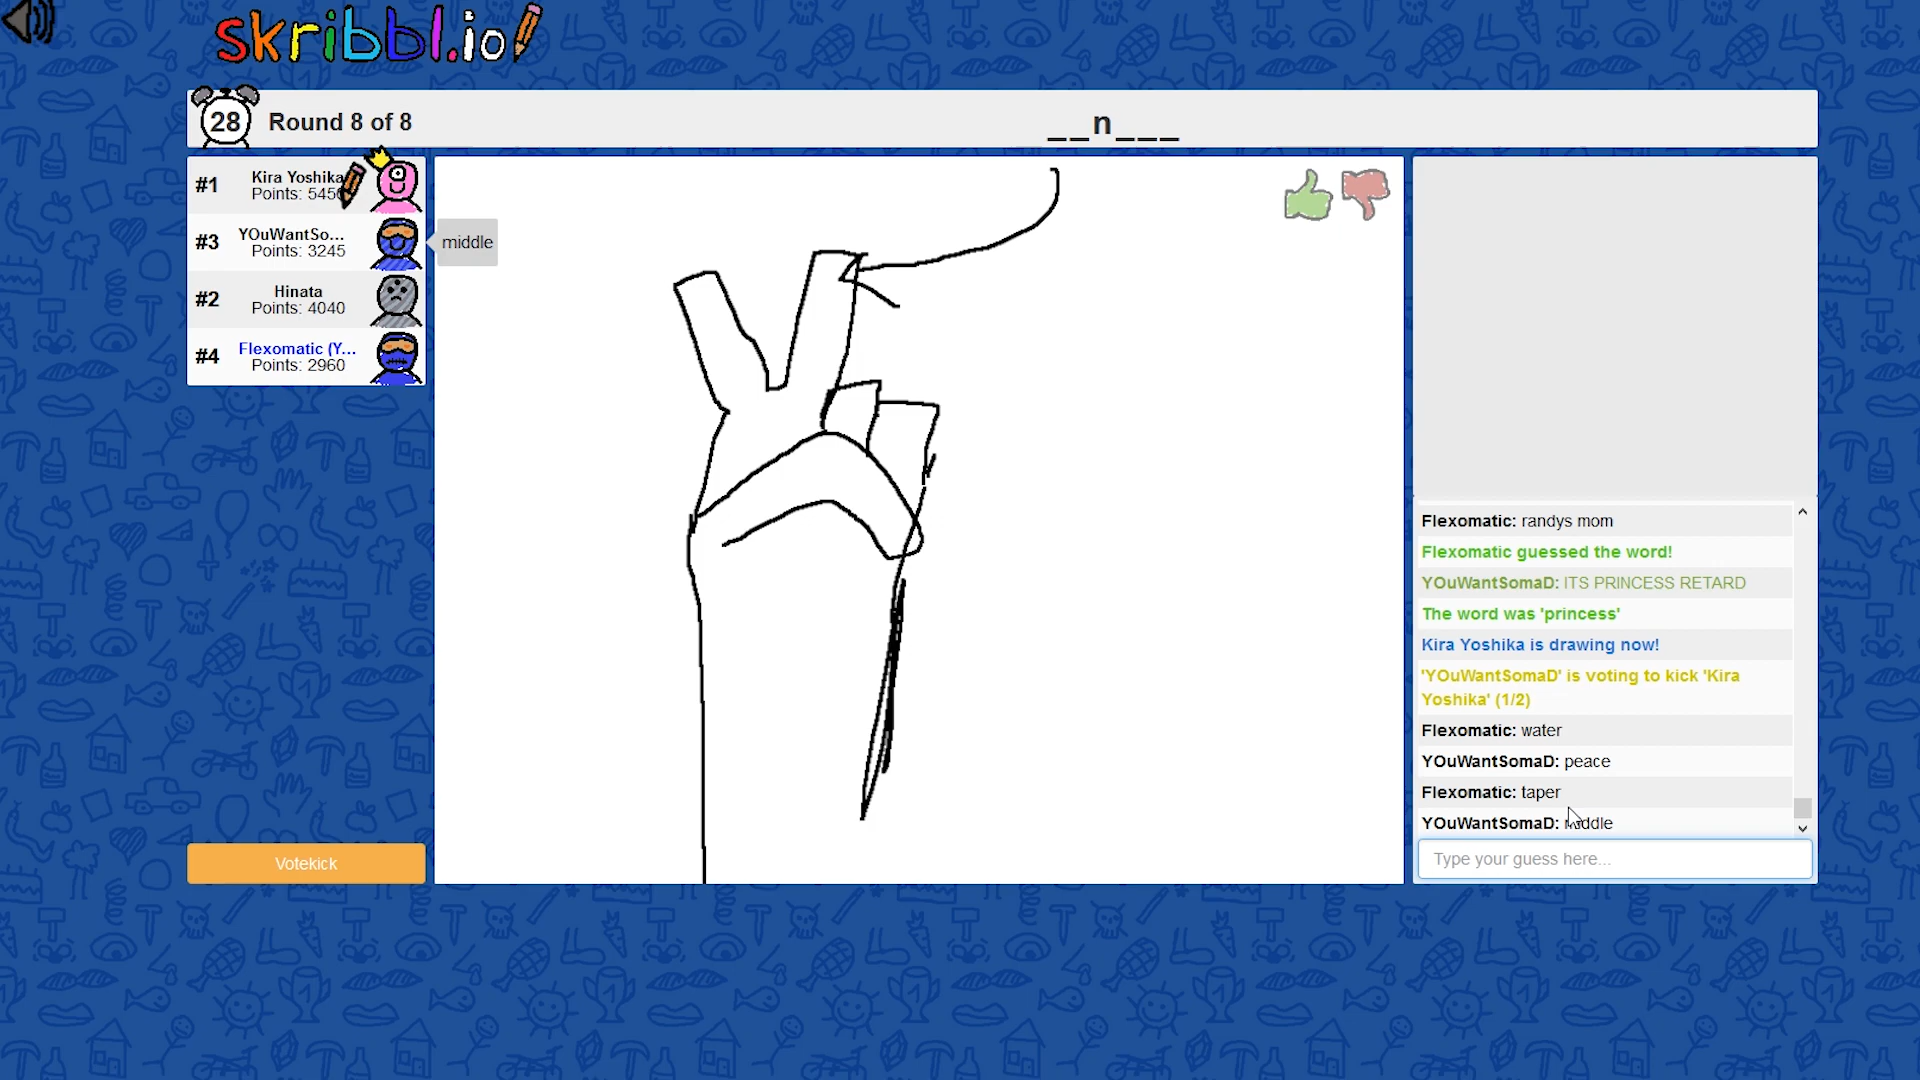 skribbl.io
28
Round 8 of 8
__n___
#1
Kira Yoshika
Points: 5450
#3
YOuWantSo...
Points: 3245
middle
#2
Hinata
Points: 4040
#4
Flexomatic (Y...
Points: 2960
Votekick
Flexomatic: randys mom
Flexomatic guessed the word!
YOuWantSomaD: ITS PRINCESS RETARD
The word was 'princess'
Kira Yoshika is drawing now!
'YOuWantSomaD' is voting to kick 'Kira
Yoshika' (1/2)
Flexomatic: water
YOuWantSomaD: peace
Flexomatic: taper
YOuWantSomaD: middle
Type your guess here...